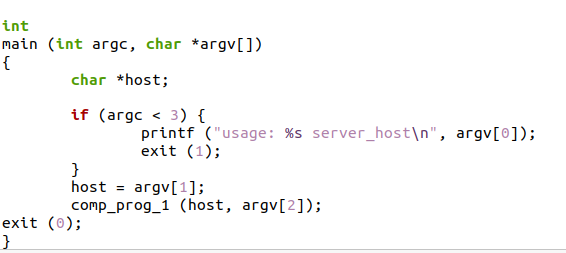 int
main (int argc, char *argv[])
{
        char *host;

        if (argc < 3) {
                printf ("usage: %s server_host\n", argv[0]);
                exit (1);
        }
        host = argv[1];
        comp_prog_1 (host, argv[2]);
exit (0);
}